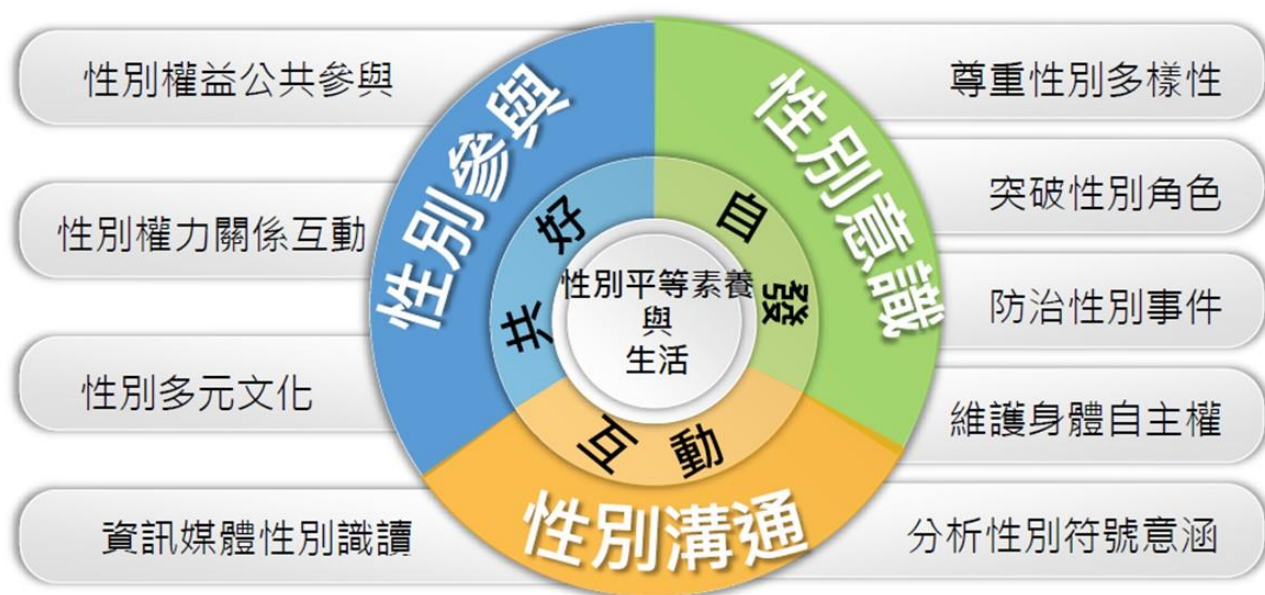 性別權益公共參與
性別權力關係互動
性別多元文化
資訊媒體性別識讀
性別參與
性別意識
性別溝通
共好
自發
互動
性別平等素養
與
生活
尊重性別多樣性
突破性別角色
防治性別事件
維護身體自主權
分析性別符號意涵